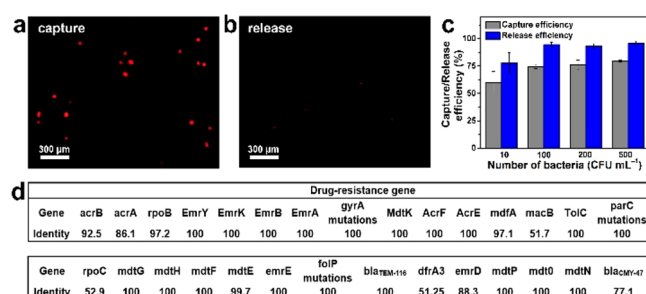 a capture
300 µm
b release
300 µm
c
Capture efficiency
Release efficiency
Capture/Release
efficiency (%)
100
75
50
25
0
10 100 200 500
Number of bacteria (CFU mL⁻¹)
d
Drug-resistance gene
Gene acrB acrA rpoB EmrY EmrK EmrB EmrA gyrA mutations MdtK AcrF AcrE mdfA macB TolC parC mutations
Identity 92.5 86.1 97.2 100 100 100 100 100 100 100 100 97.1 51.7 100 100
Gene rpoC mdtG mdtH mdtF mdtE emrE folP mutations blaTEM-116 dfrA3 emrD mdtP mdt0 mdtN blaCMY-47
Identity 52.9 100 100 100 99.7 100 100 100 51.25 88.3 100 100 100 77.1